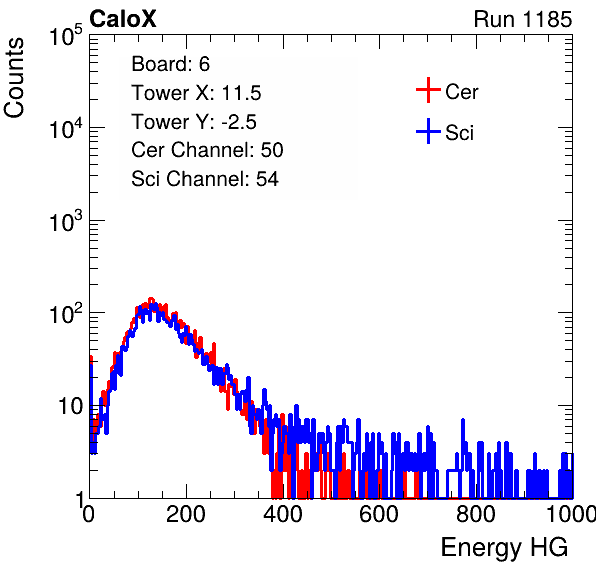 CaloX Run 1185
Counts
10^5
10^4
10^3
10^2
10
1
Board: 6
Tower X: 11.5
Tower Y: -2.5
Cer Channel: 50
Sci Channel: 54
Cer
Sci
0 200 400 600 800 1000
Energy HG